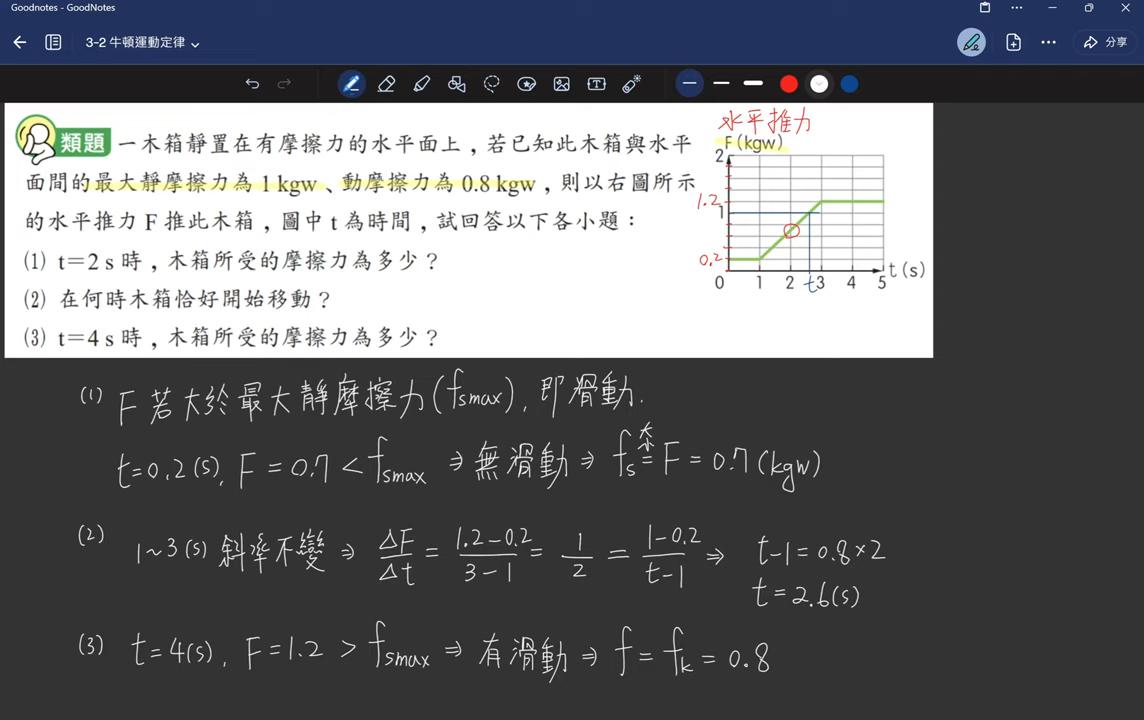 Goodnotes - GoodNotes
3-2 牛頓運動定律
分享
類題 一木箱靜置在有摩擦力的水平面上，若已知此木箱與水平
面間的最大靜摩擦力為 1 kgw、動摩擦力為 0.8 kgw，則以右圖所示
的水平推力 F 推此木箱，圖中 t 為時間，試回答以下各小題：
(1) t＝2 s 時，木箱所受的摩擦力為多少？
(2) 在何時木箱恰好開始移動？
(3) t＝4 s 時，木箱所受的摩擦力為多少？
水平推力
F(kgw)
2
1.2
1
0.2
0 1 2 t 3 4 5
t(s)
(1) F 若大於最大靜摩擦力(fsmax), 即滑動.
t=0.2(s), F=0.7<fsmax ⇒ 無滑動 ⇒ fs 大小= F = 0.7(kgw)
(2) 1~3(s) 斜率不變 ⇒ ΔF/Δt = (1.2-0.2)/(3-1) = 1/2 = (1-0.2)/(t-1) ⇒ t-1=0.8×2
t=2.6(s)
(3) t=4(s), F=1.2 > fsmax ⇒ 有滑動 ⇒ f = fk = 0.8